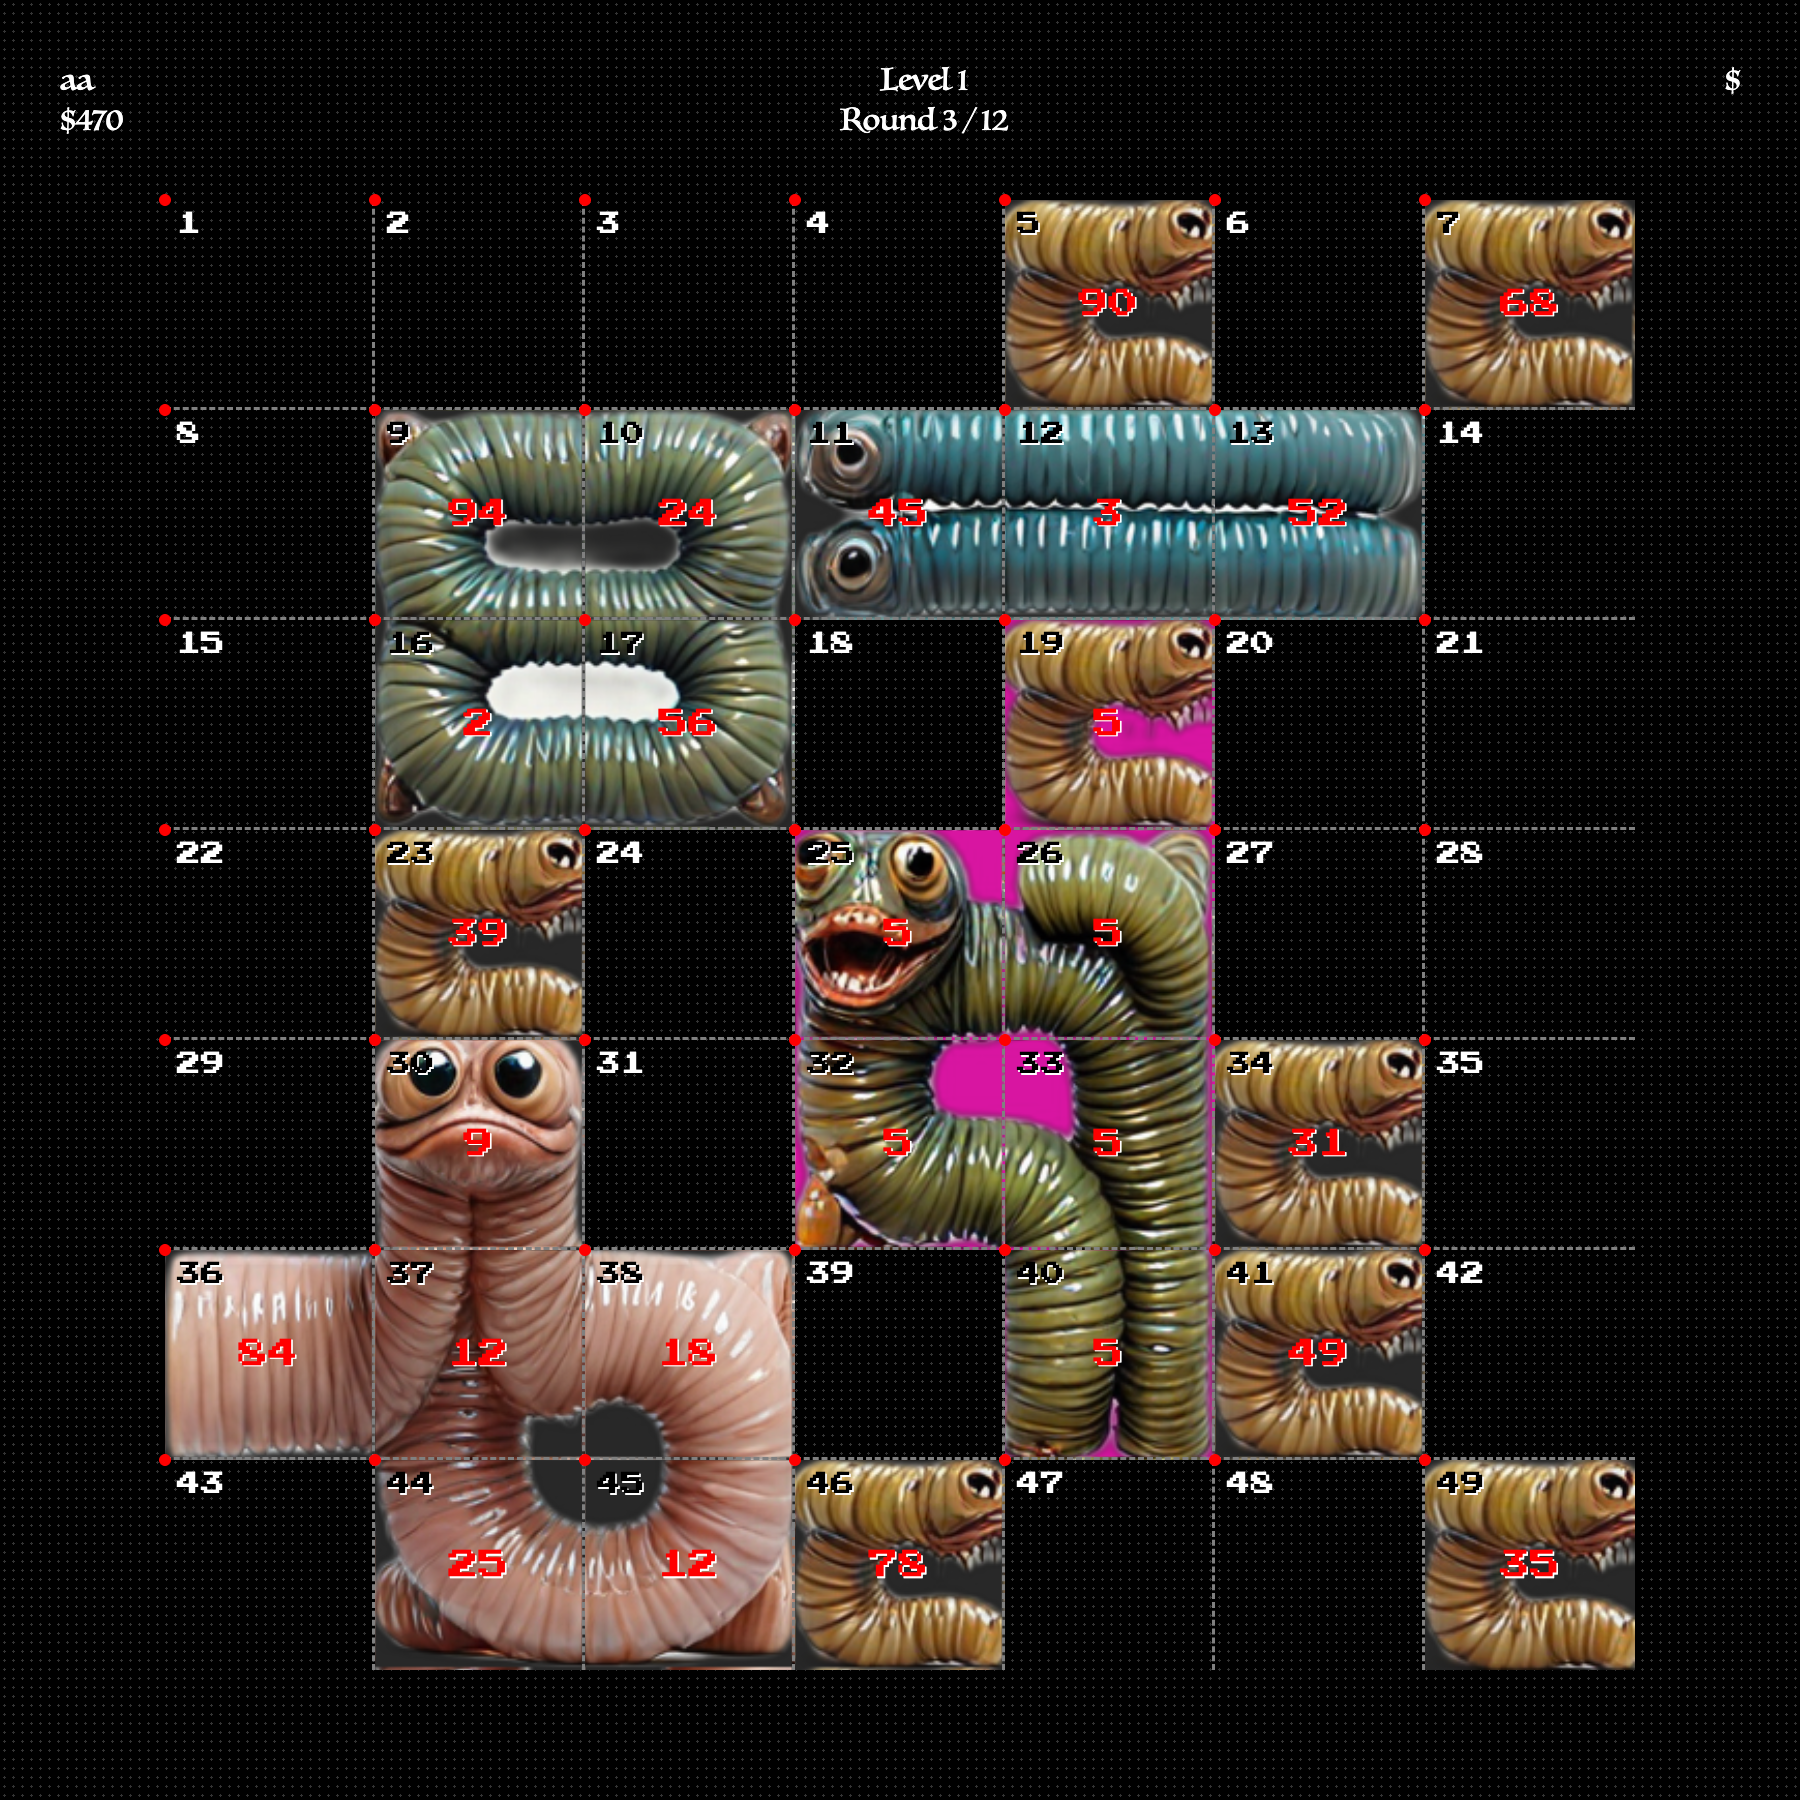 aa Level 1 $
$470 Round 3 / 12
1 2 3 4 5 6 7
90 68
8 9 10 11 12 13 14
94 24 45 3 52
15 16 17 18 19 20 21
2 56 5
22 23 24 25 26 27 28
39 5 5
29 30 31 32 33 34 35
9 5 5 31
36 37 38 39 40 41 42
84 12 18 5 49
43 44 45 46 47 48 49
25 12 78 35